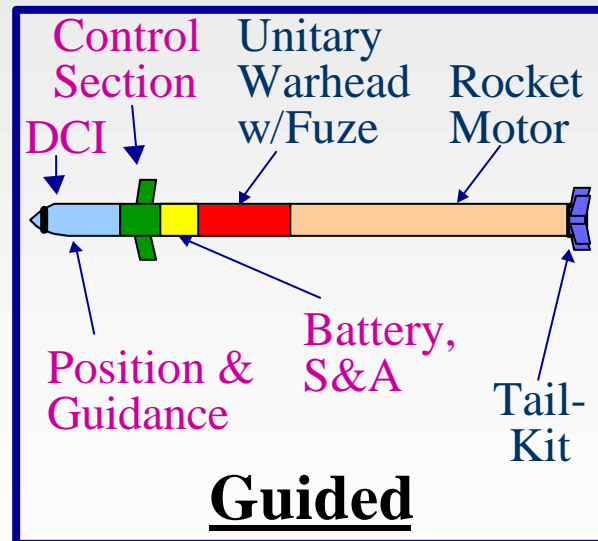 Control
Section
Unitary
Warhead
w/Fuze
Rocket
Motor
DCI
Position &
Guidance
Battery,
S&A
Tail-
Kit
Guided